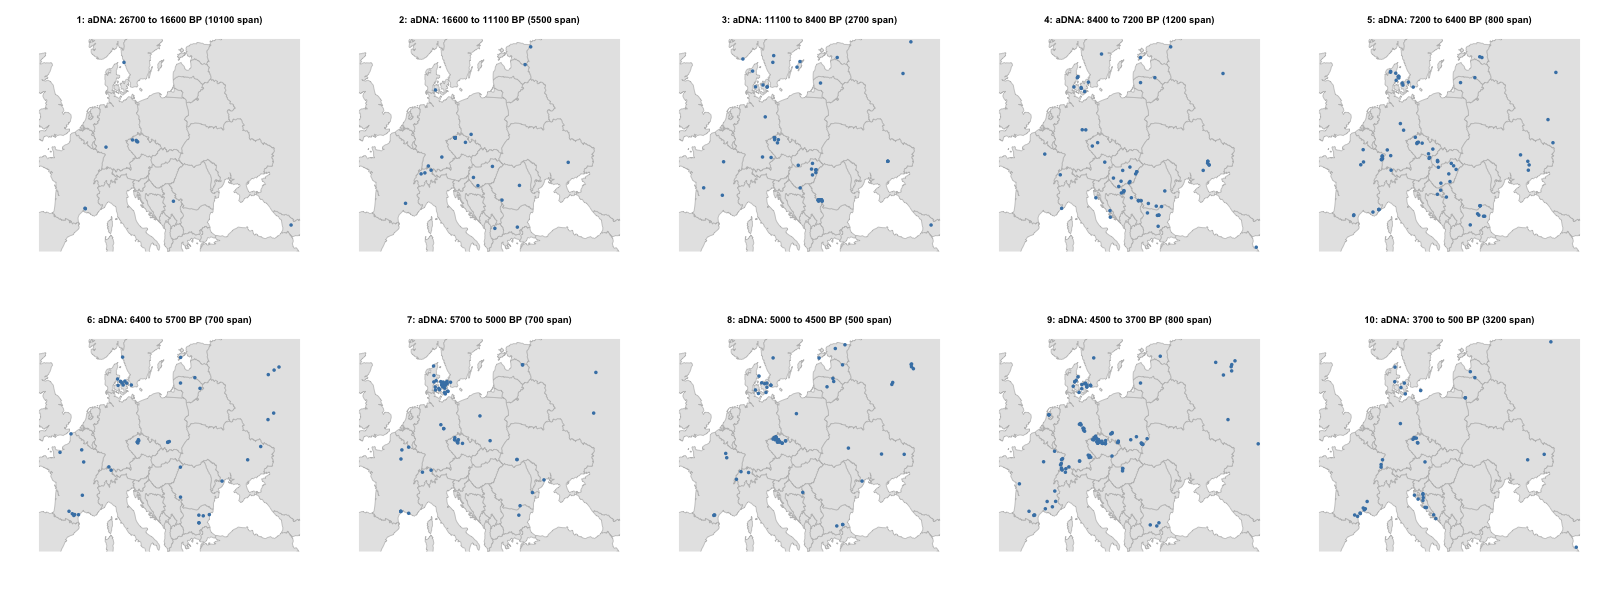 1: aDNA: 26700 to 16600 BP (10100 span)
2: aDNA: 16600 to 11100 BP (5500 span)
3: aDNA: 11100 to 8400 BP (2700 span)
4: aDNA: 8400 to 7200 BP (1200 span)
5: aDNA: 7200 to 6400 BP (800 span)
6: aDNA: 6400 to 5700 BP (700 span)
7: aDNA: 5700 to 5000 BP (700 span)
8: aDNA: 5000 to 4500 BP (500 span)
9: aDNA: 4500 to 3700 BP (800 span)
10: aDNA: 3700 to 500 BP (3200 span)